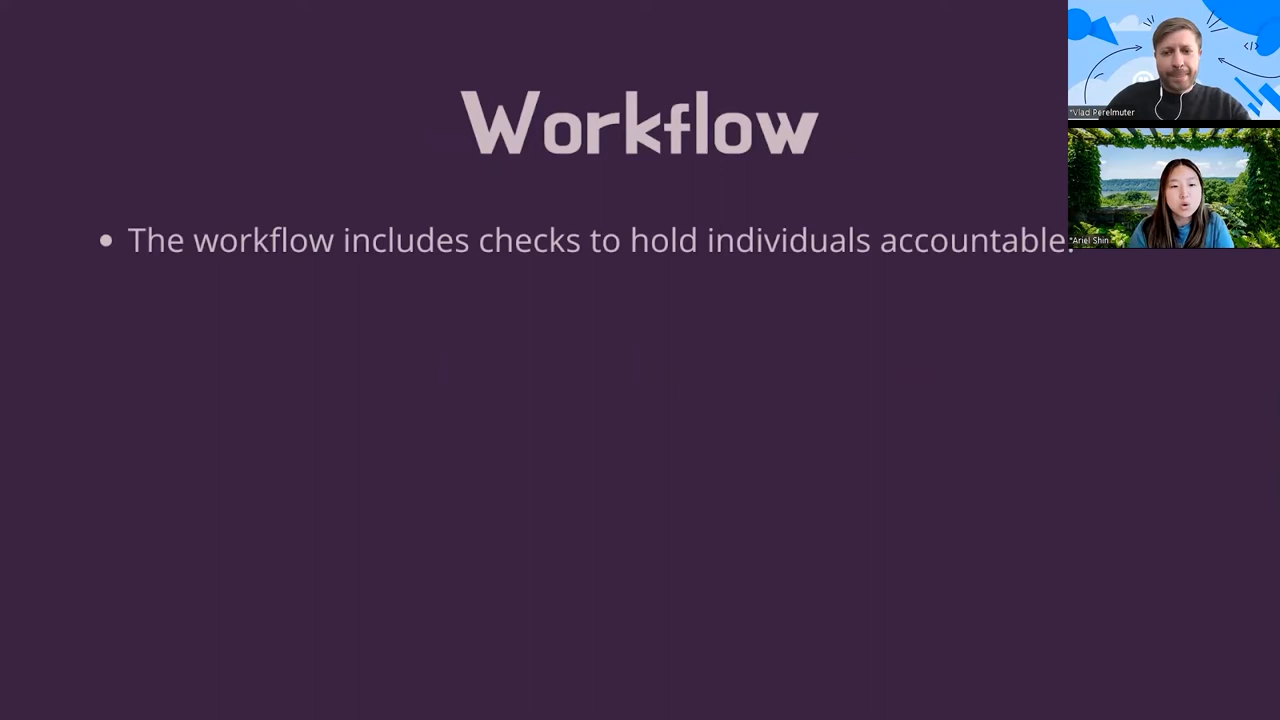 Workflow
• The workflow includes checks to hold individuals accountable.
*Vlad Perelmuter
*Ariel Shin